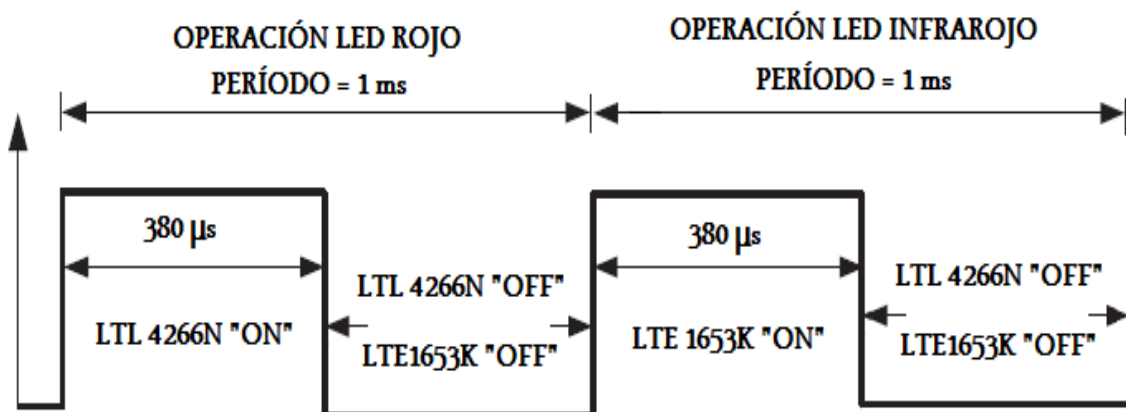 OPERACIÓN LED ROJO
PERÍODO = 1 ms
OPERACIÓN LED INFRAROJO
PERÍODO = 1 ms
380 µs
LTL 4266N "ON"
LTL 4266N "OFF"
LTE1653K "OFF"
380 µs
LTE 1653K "ON"
LTL 4266N "OFF"
LTE1653K "OFF"